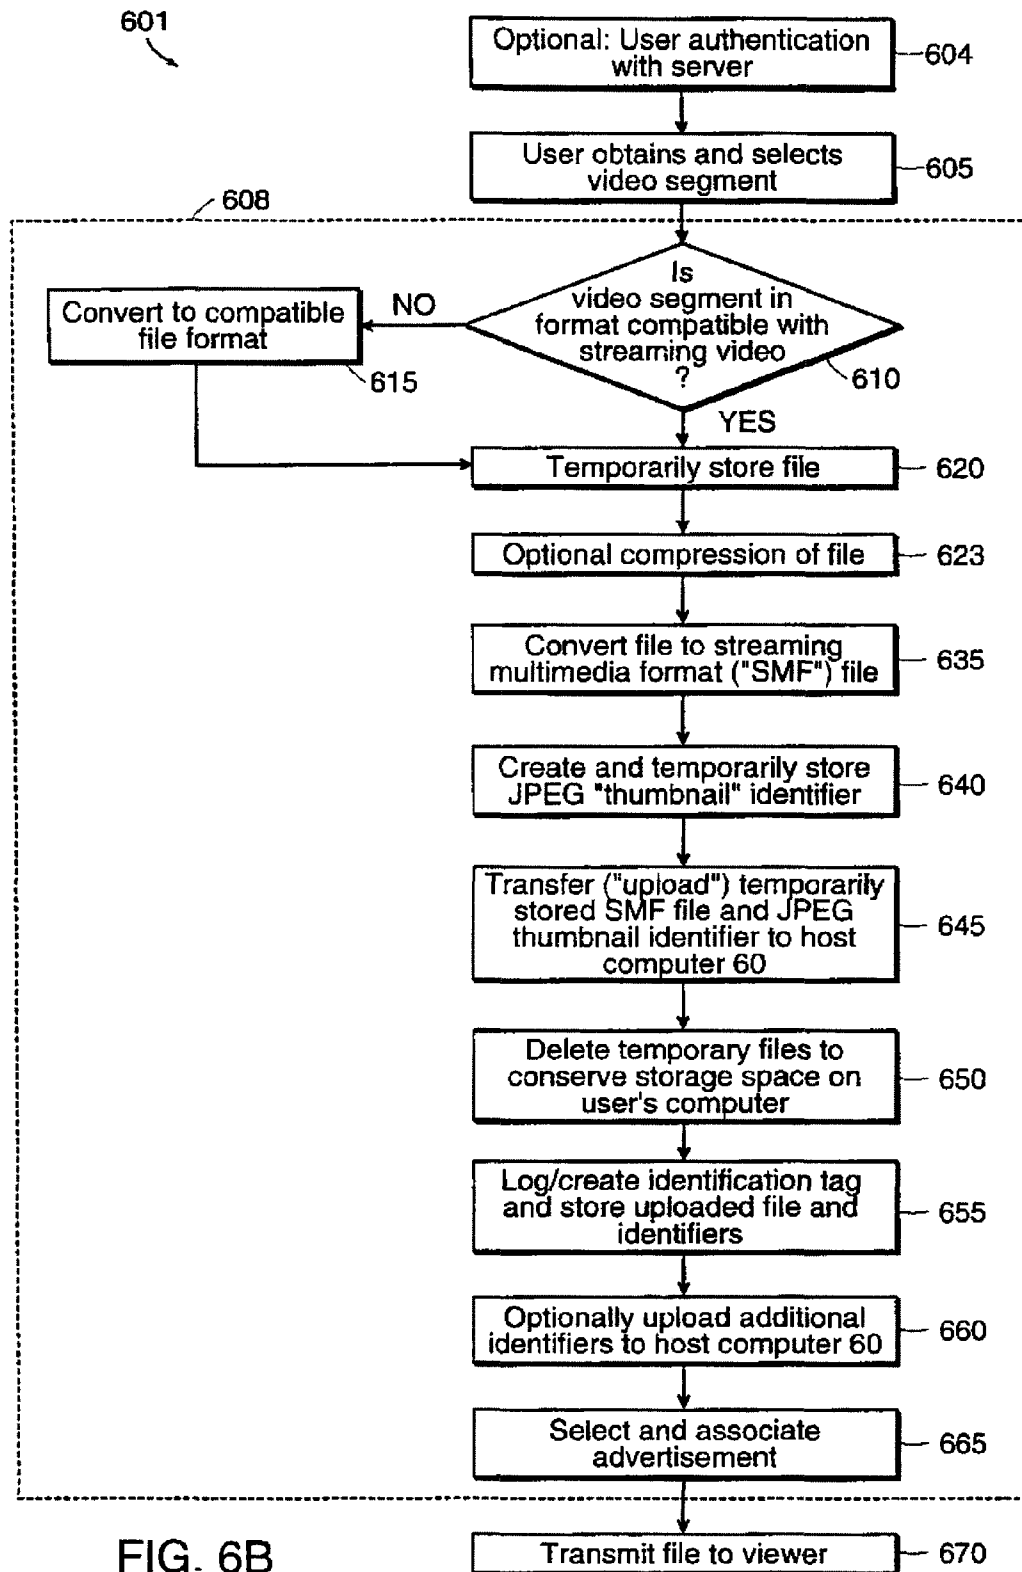 601
Optional: User authentication
with server
604
User obtains and selects
video segment
605
608
Is
video segment in
format compatible with
streaming video
?
610
NO
Convert to compatible
file format
615
YES
Temporarily store file
620
Optional compression of file
623
Convert file to streaming
multimedia format ("SMF") file
635
Create and temporarily store
JPEG "thumbnail" identifier
640
Transfer ("upload") temporarily
stored SMF file and JPEG
thumbnail identifier to host
computer 60
645
Delete temporary files to
conserve storage space on
user's computer
650
Log/create identification tag
and store uploaded file and
identifiers
655
Optionally upload additional
identifiers to host computer 60
660
Select and associate
advertisement
665
Transmit file to viewer
670
FIG. 6B